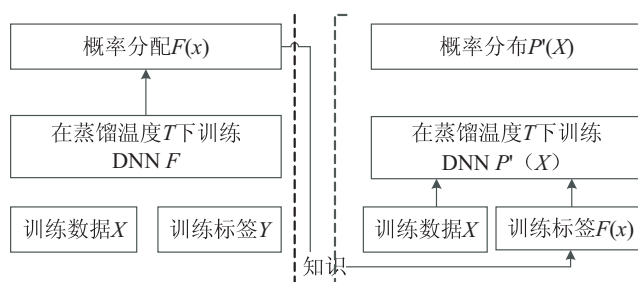 概率分配F(x)
在蒸馏温度T下训练
DNN F
训练数据X
训练标签Y
概率分布P'(X)
在蒸馏温度T下训练
DNN P'（X）
训练数据X
训练标签F(x)
知识